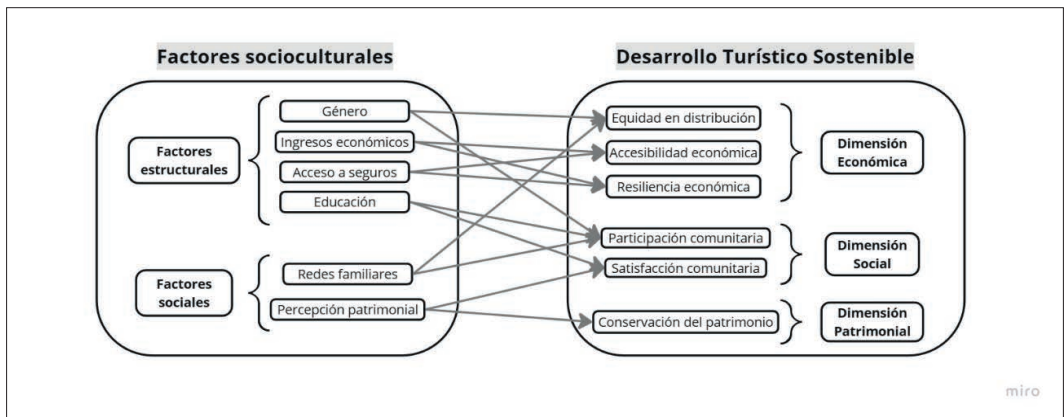 Factores socioculturales
Desarrollo Turístico Sostenible
Factores
estructurales
Género
Ingresos económicos
Acceso a seguros
Educación
Factores
sociales
Redes familiares
Percepción patrimonial
Equidad en distribución
Accesibilidad económica
Resiliencia económica
Dimensión
Económica
Participación comunitaria
Satisfacción comunitaria
Dimensión
Social
Conservación del patrimonio
Dimensión
Patrimonial
miro